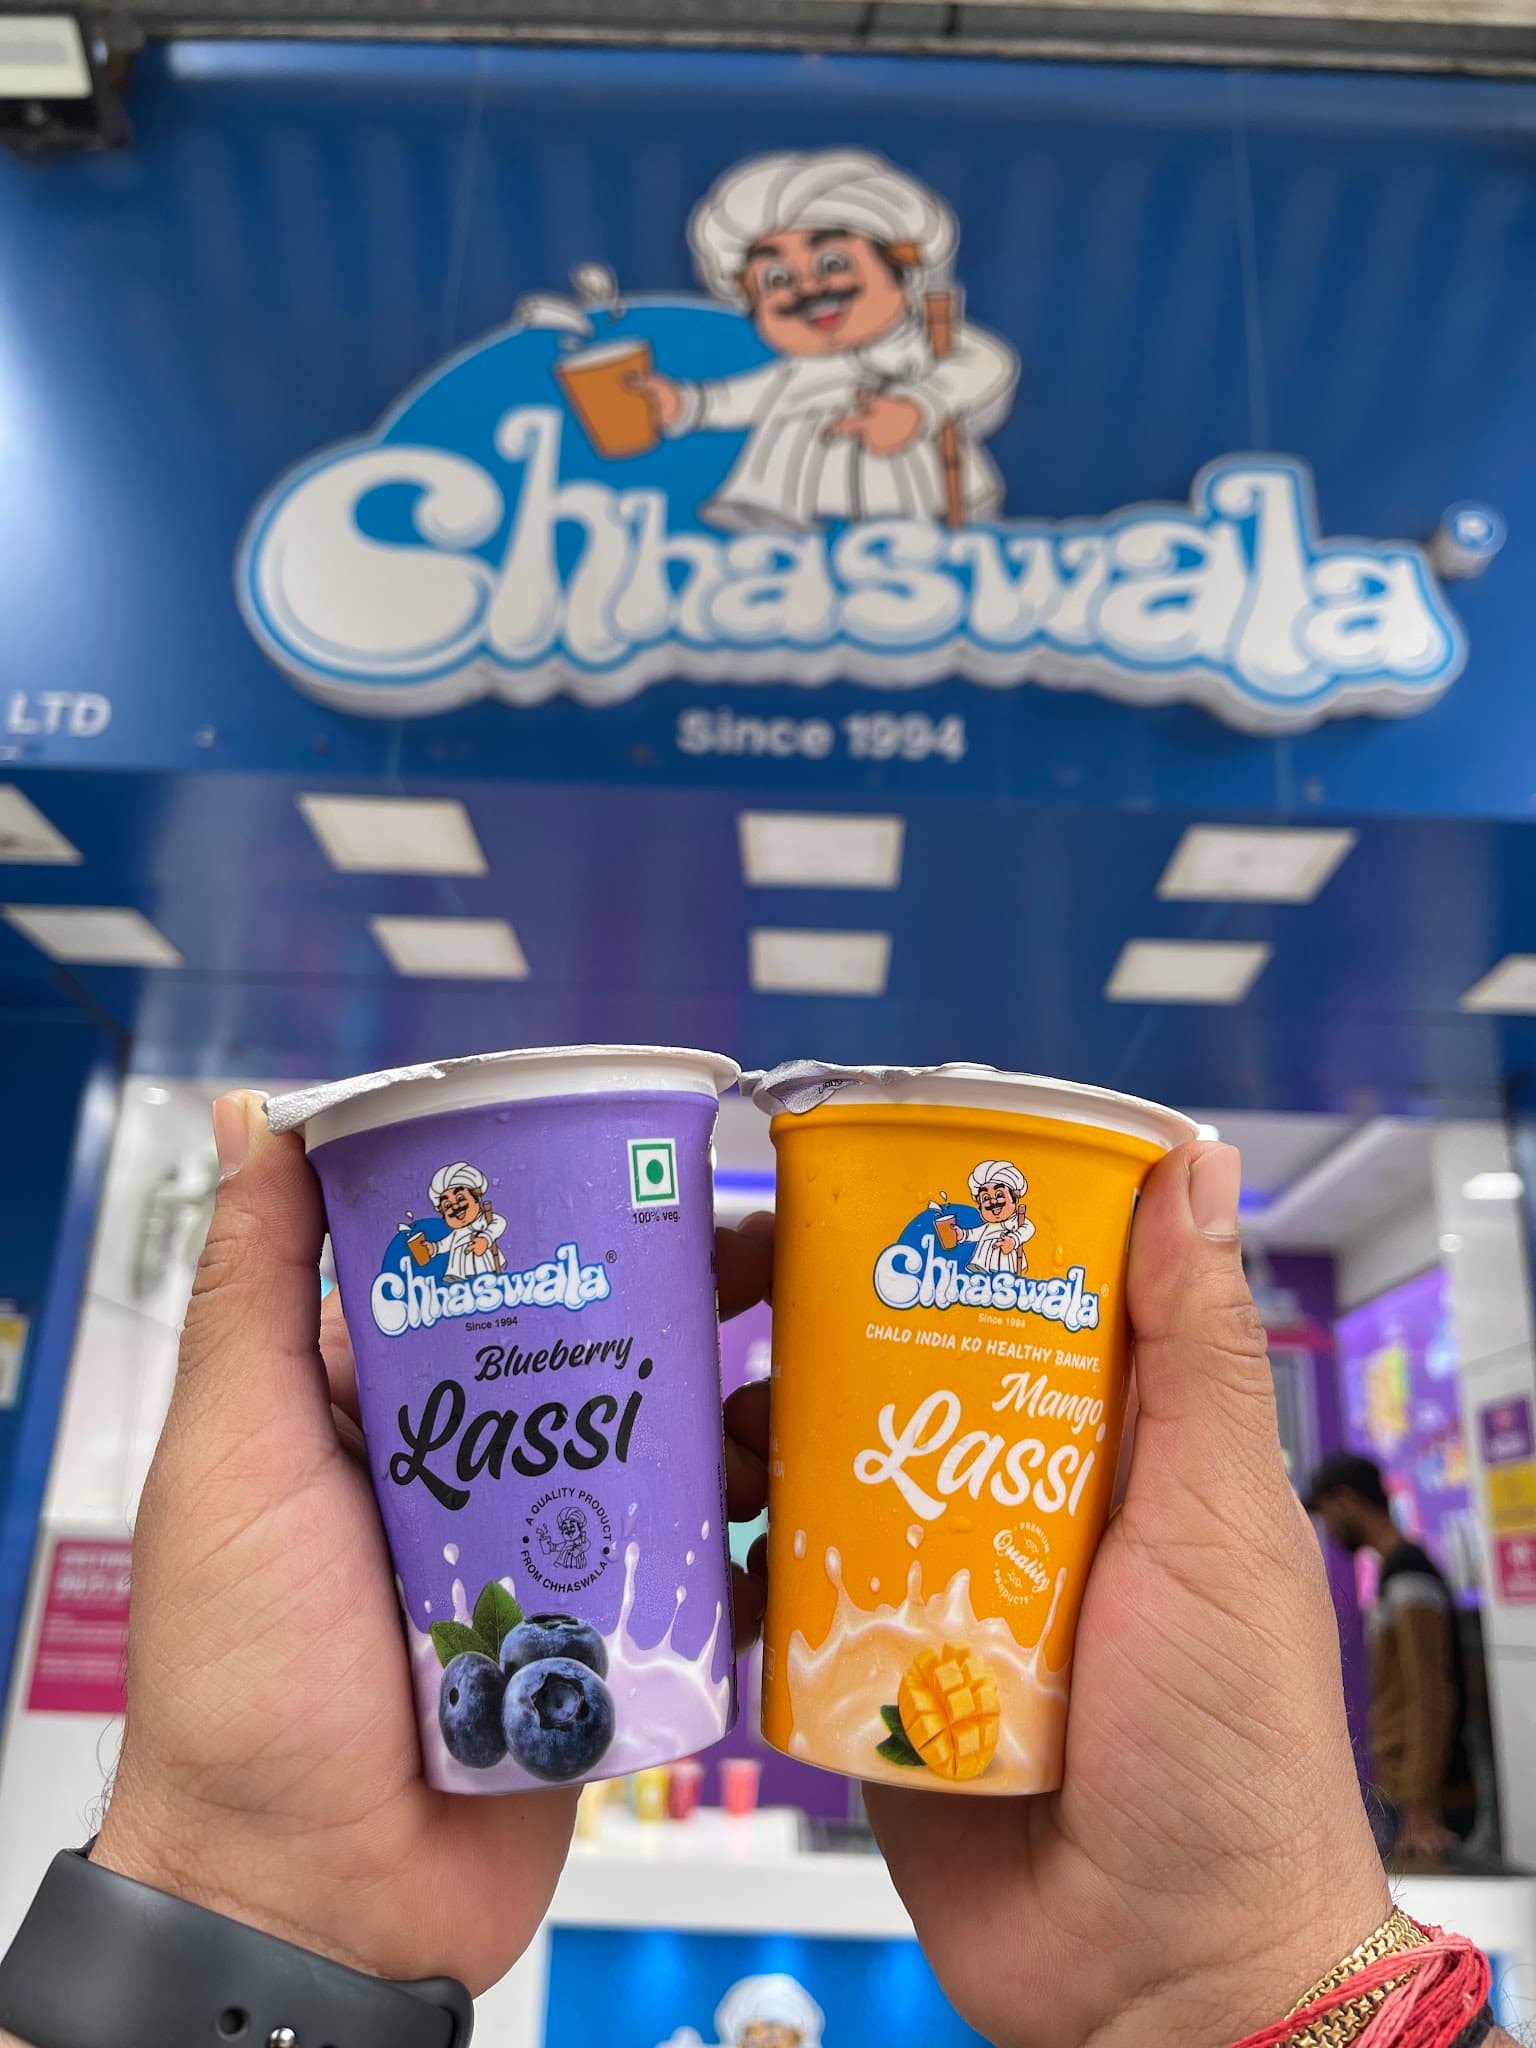 Chhaswala
®
Since 1994
LTD
100% veg.
Chhaswala®
Since 1994
Blueberry
Lassi
A QUALITY PRODUCT
FROM CHHASWALA
Chhaswala®
Since 1994
CHALO INDIA KO HEALTHY BANAYE.
Mango
Lassi
PREMIUM
Quality
PRODUCTS